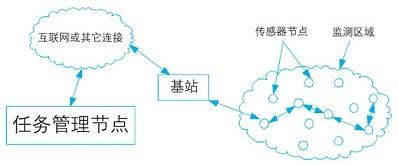 互联网或其它连接
传感器节点
监测区域
基站
任务管理节点